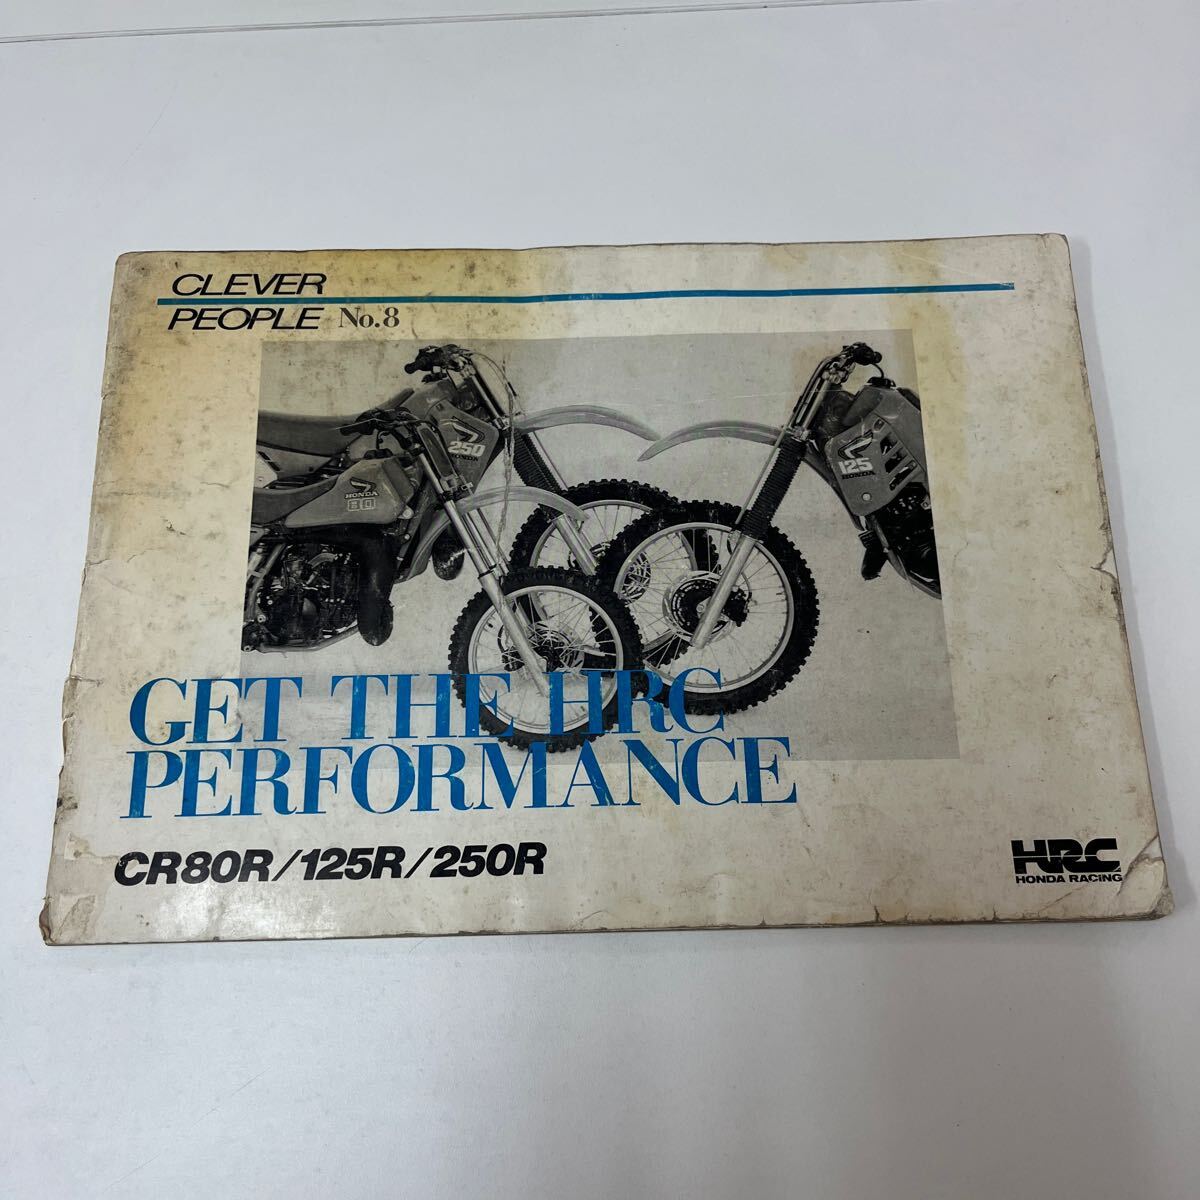 CLEVER
PEOPLE No.8
250
HONDA
HONDA
80
125
HONDA
GET THE HRC
PERFORMANCE
CR80R/125R/250R
HRC
HONDA RACING